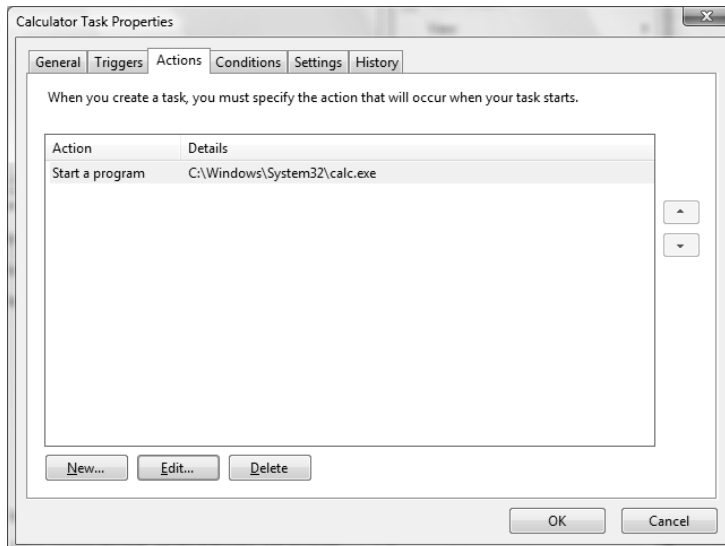 Calculator Task Properties
General Triggers Actions Conditions Settings History
When you create a task, you must specify the action that will occur when your task starts.
Action Details
Start a program C:\Windows\System32\calc.exe
New... Edit... Delete
OK Cancel